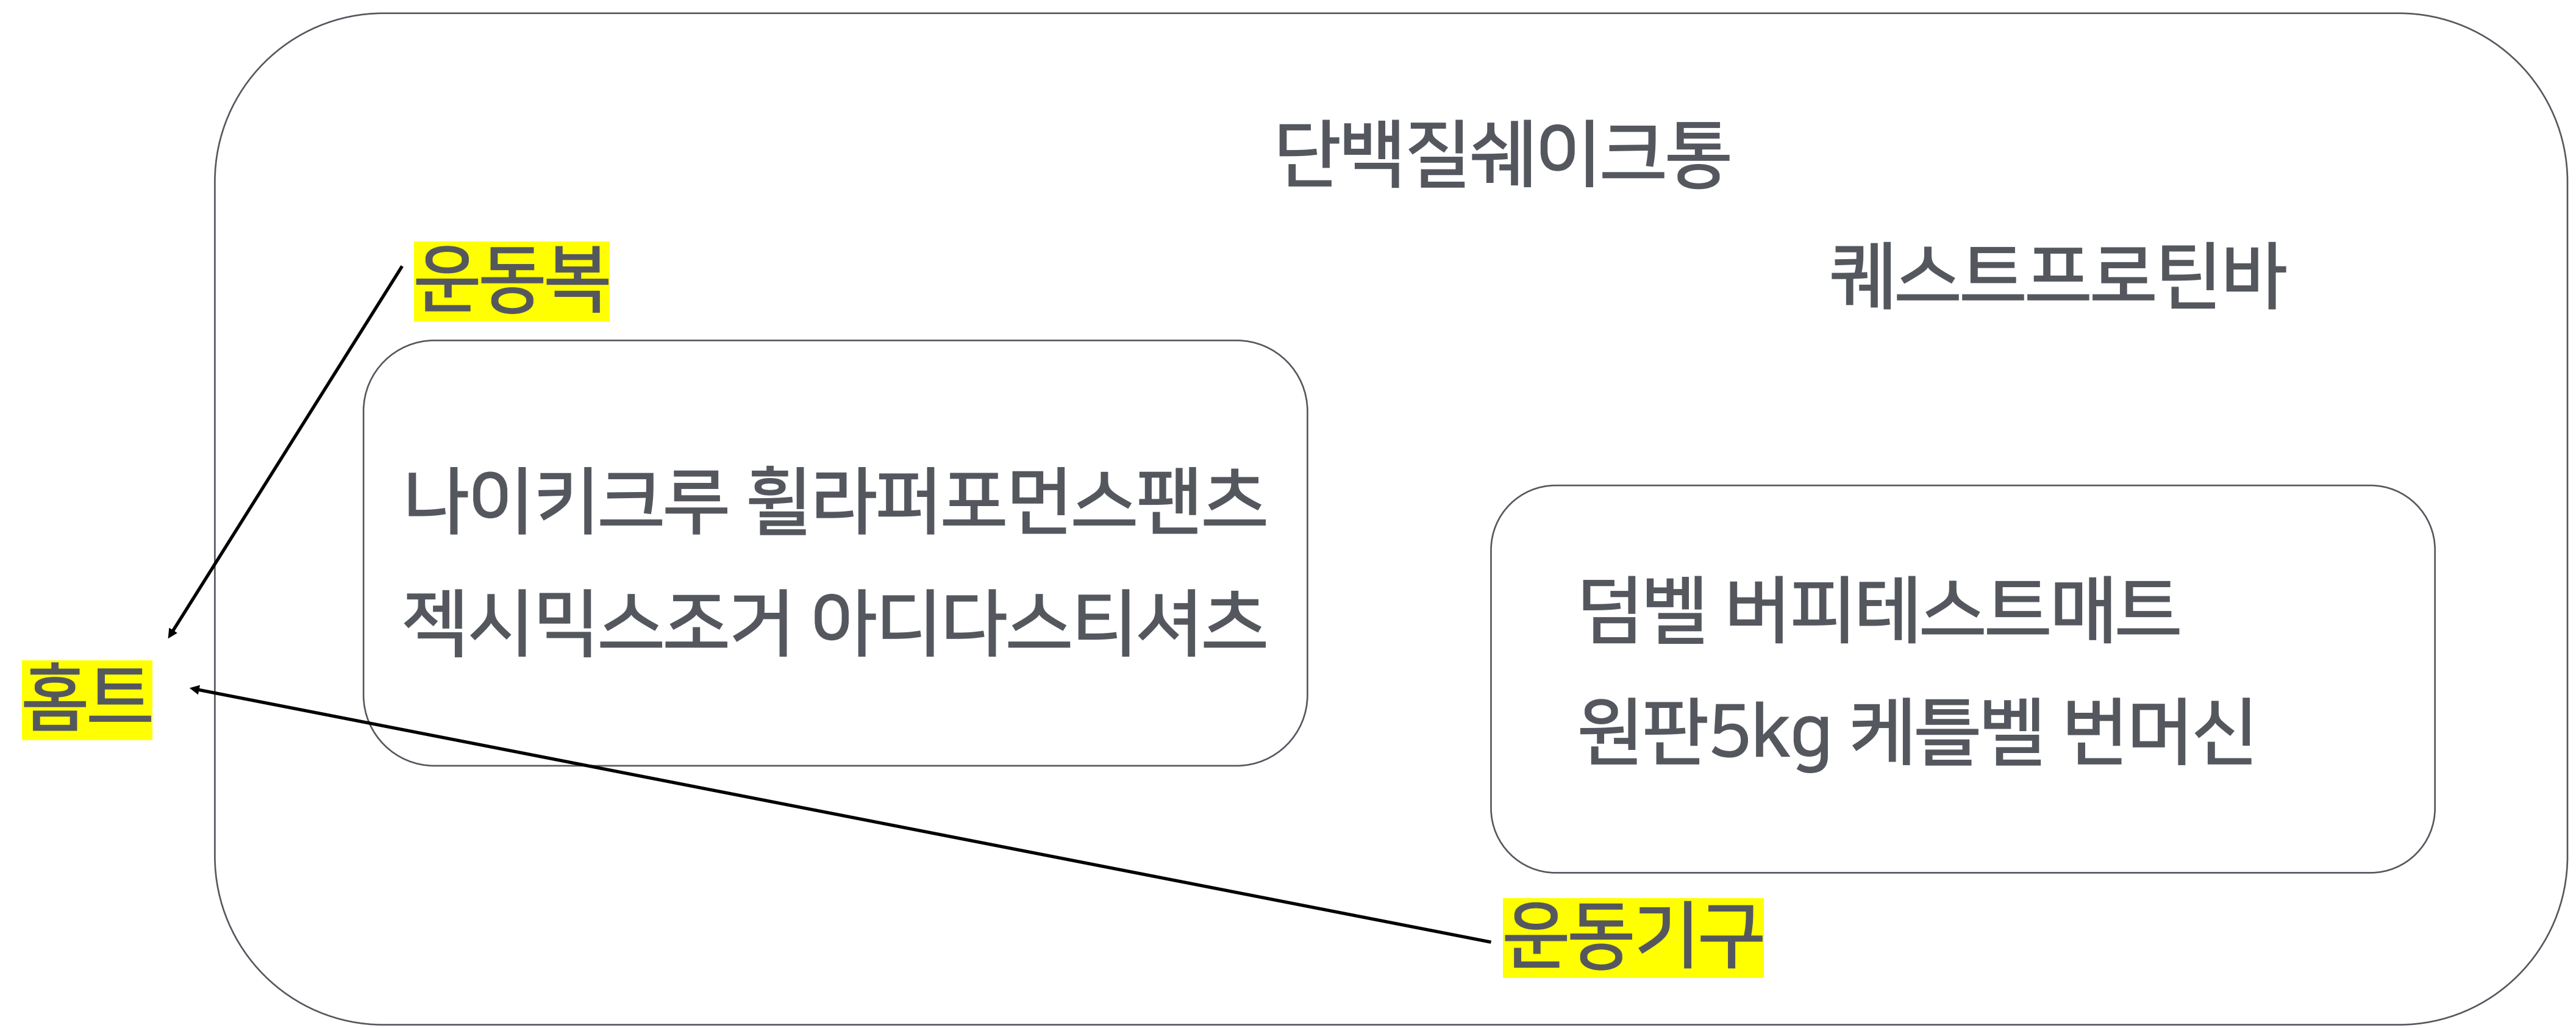 단백질쉐이크통
퀘스트프로틴바
운동복
나이키크루 휠라퍼포먼스팬츠
젝시믹스조거 아디다스티셔츠
덤벨 버피테스트매트
원판5kg 케틀벨 번머신
홈트
운동기구